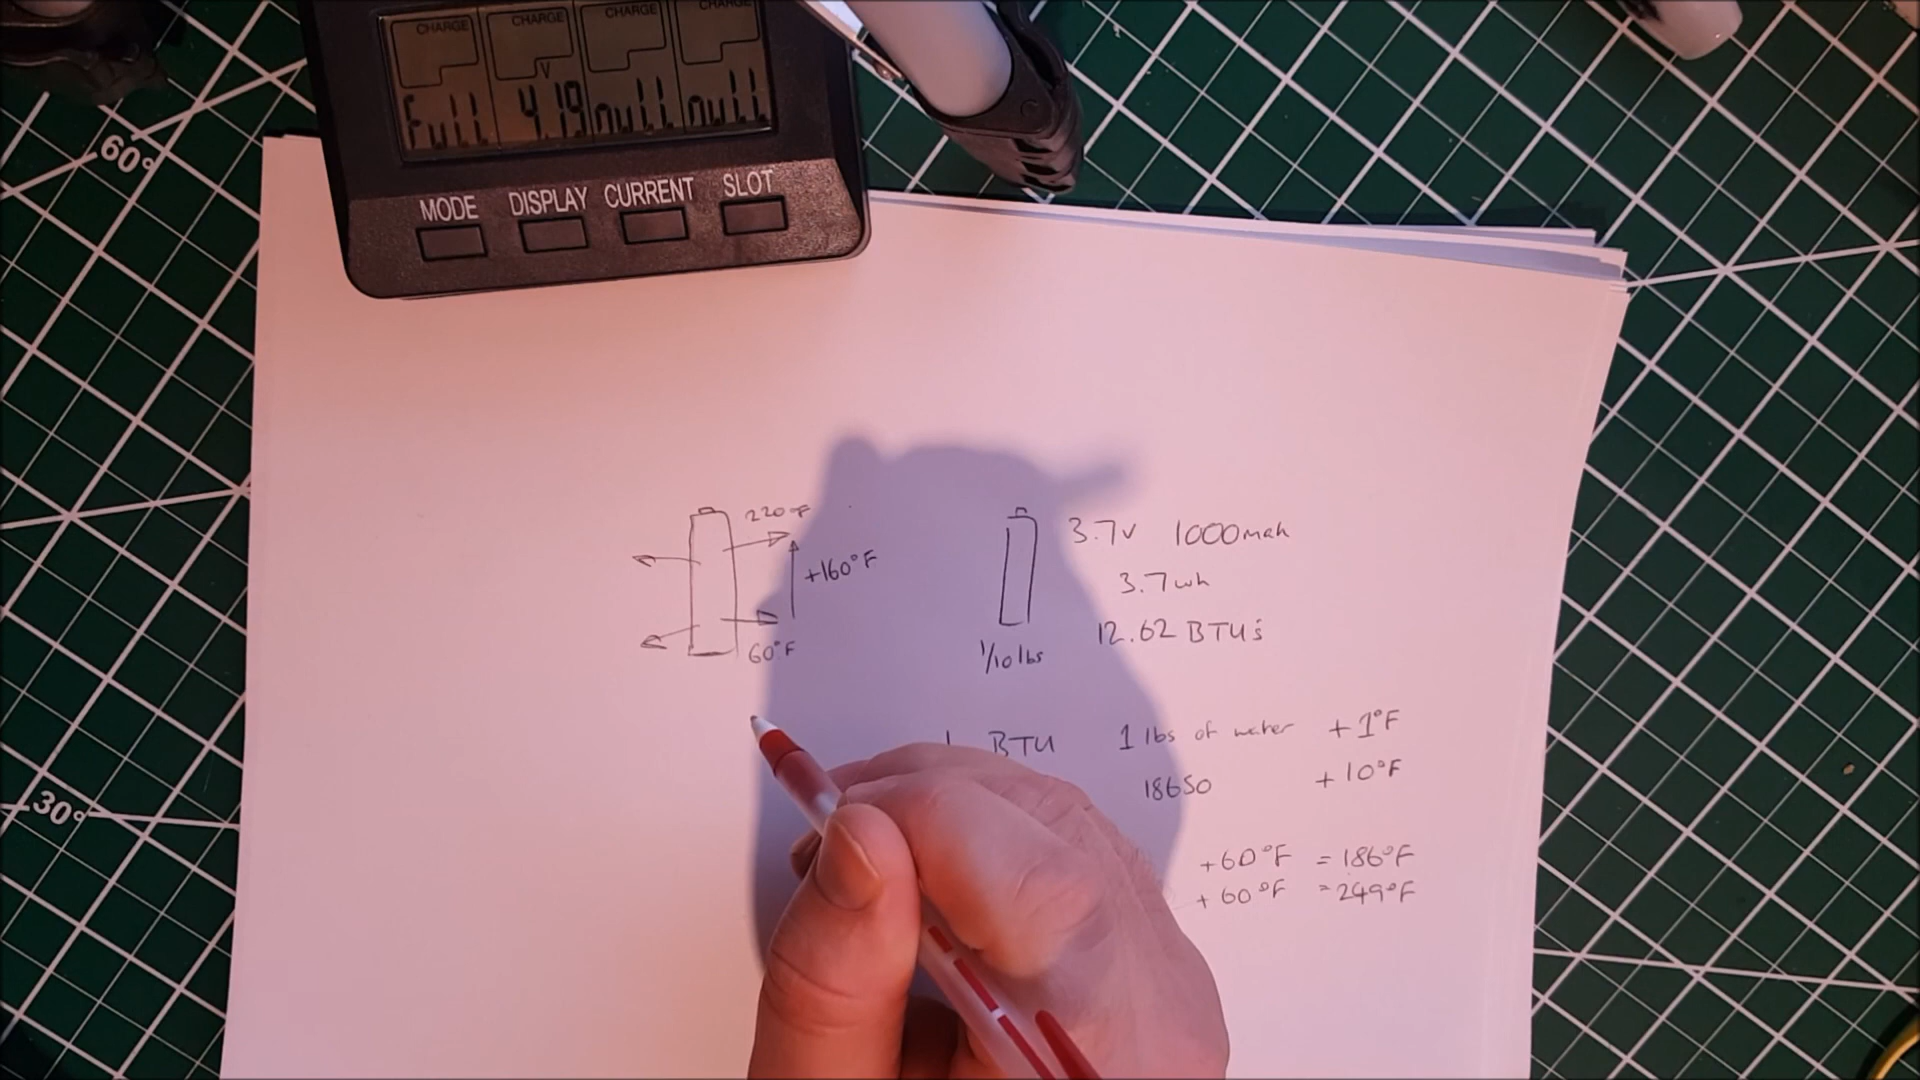 CHARGE CHARGE CHARGE CHARGE
V
Full 4.19 null null
MODE DISPLAY CURRENT SLOT
60°
30°
220°F
+160°F
60°F
3.7v 1000mah
3.7wh
12.62 BTU's
1/10 lbs
BTU 1 lbs of water +1°F
18650 +10°F
+60°F = 186°F
+60°F = 249°F